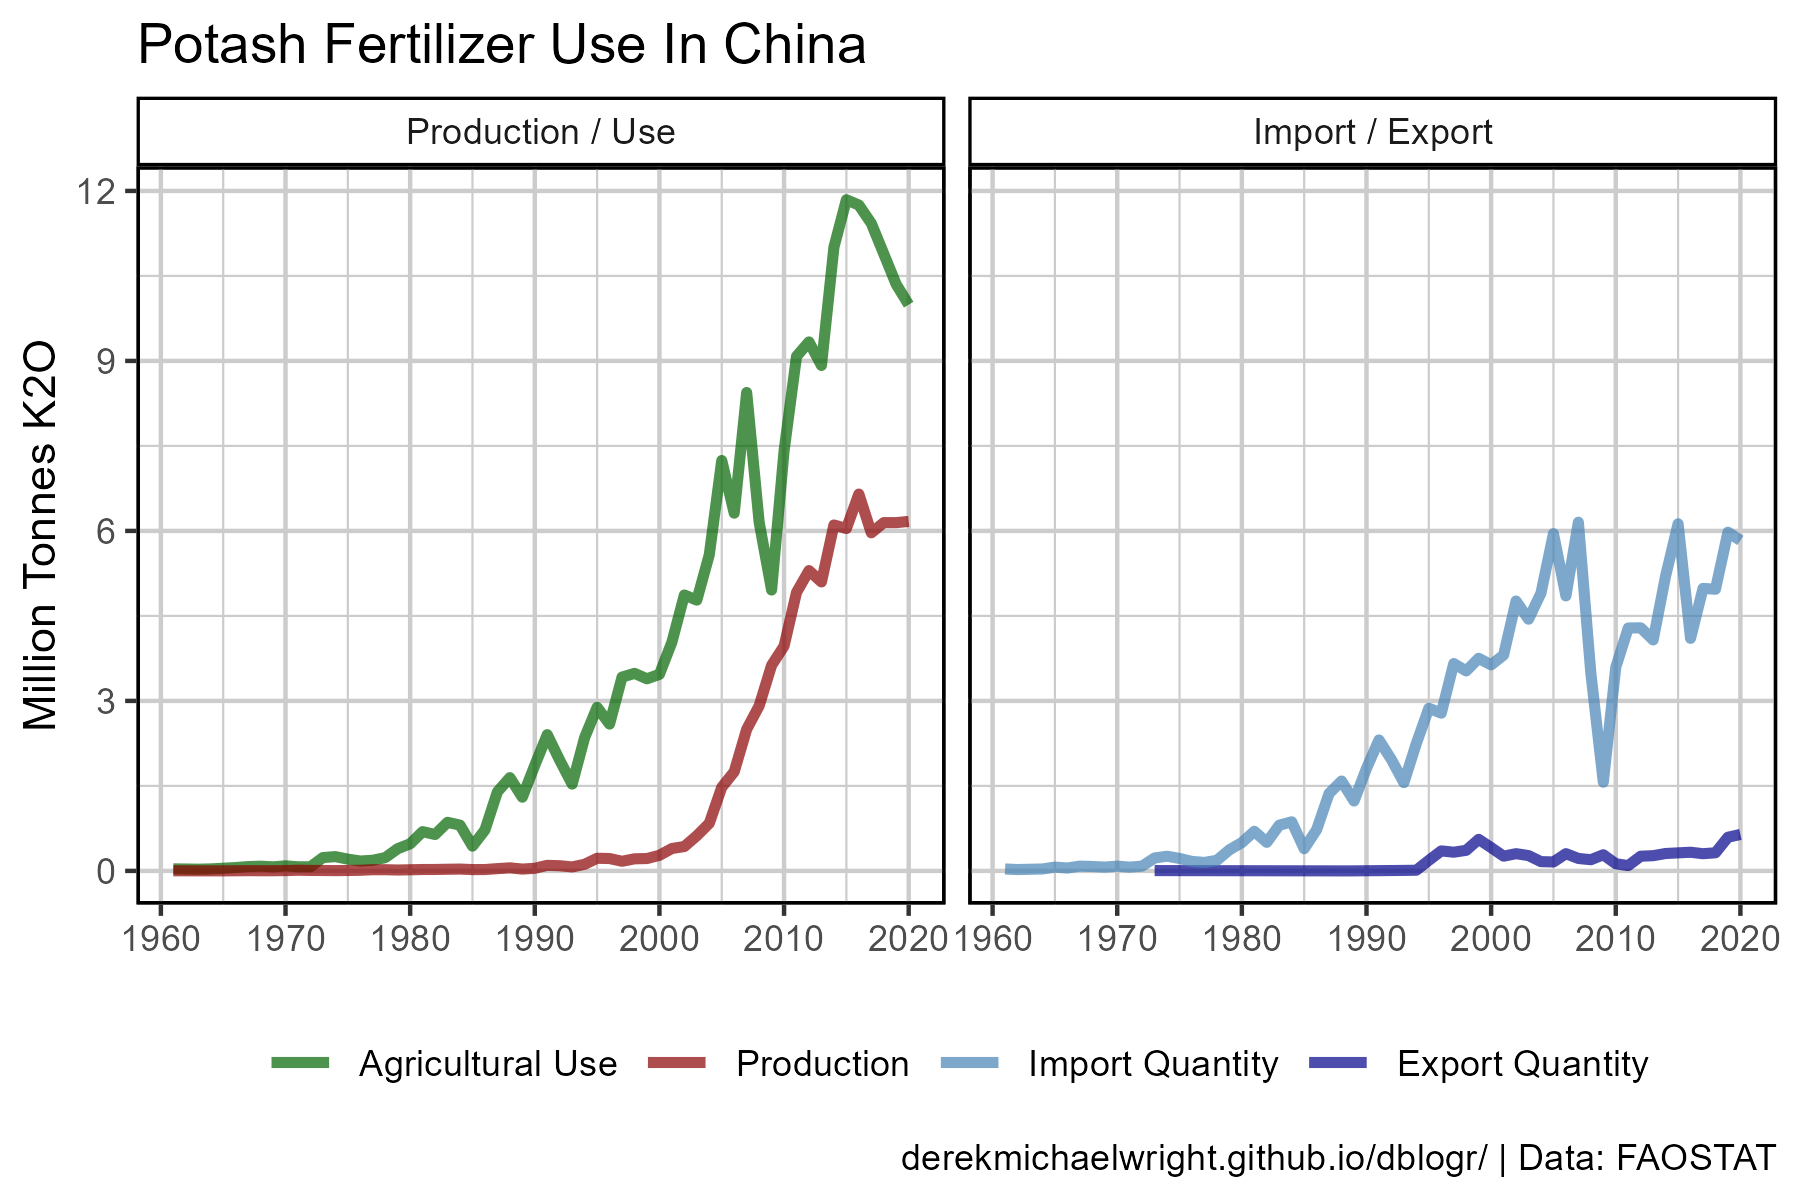 Potash Fertilizer Use In China
Production / Use
Import / Export
Million Tonnes K2O
12
9
6
3
0
1960 1970 1980 1990 2000 2010 2020
1960 1970 1980 1990 2000 2010 2020
Agricultural Use Production Import Quantity Export Quantity
derekmichaelwright.github.io/dblogr/ | Data: FAOSTAT